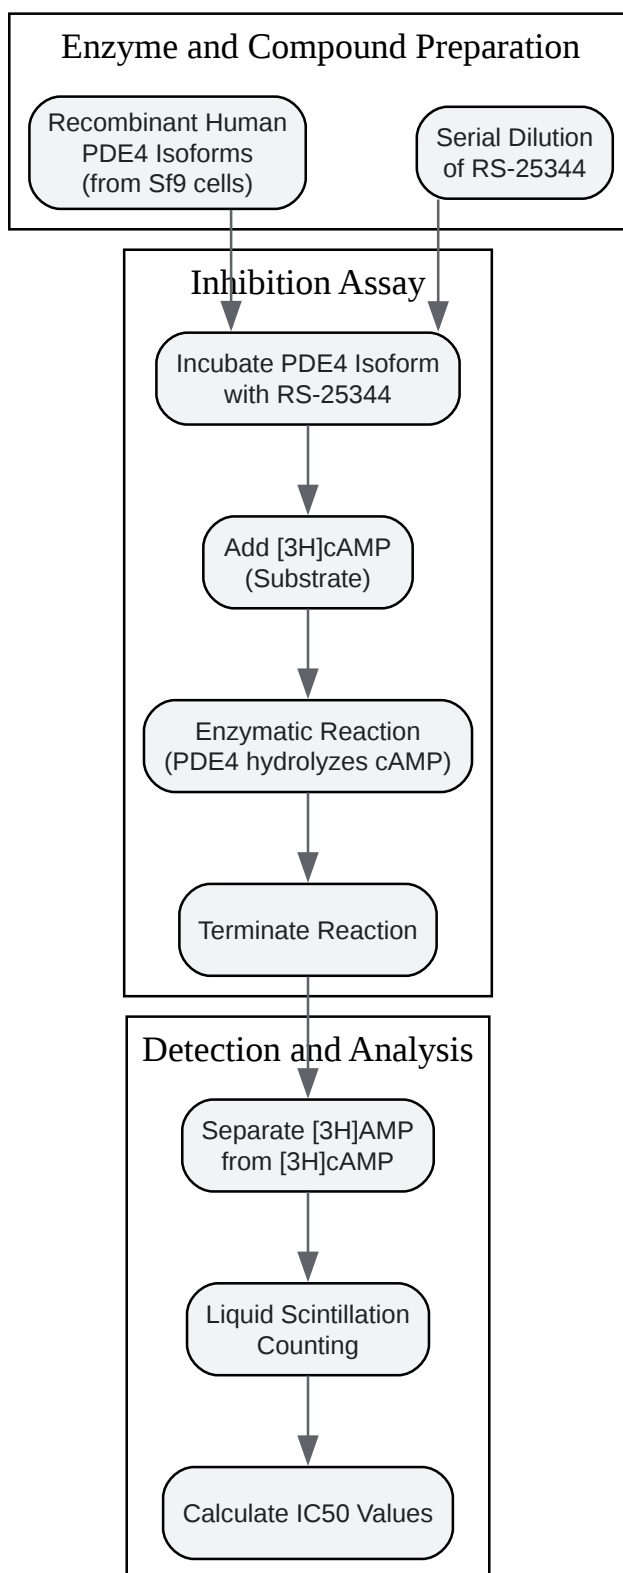 Enzyme and Compound Preparation
Recombinant Human
PDE4 Isoforms
(from Sf9 cells)
Serial Dilution
of RS-25344
Inhibition Assay
Incubate PDE4 Isoform
with RS-25344
Add [3H]cAMP
(Substrate)
Enzymatic Reaction
(PDE4 hydrolyzes cAMP)
Terminate Reaction
Detection and Analysis
Separate [3H]AMP
from [3H]cAMP
Liquid Scintillation
Counting
Calculate IC50 Values